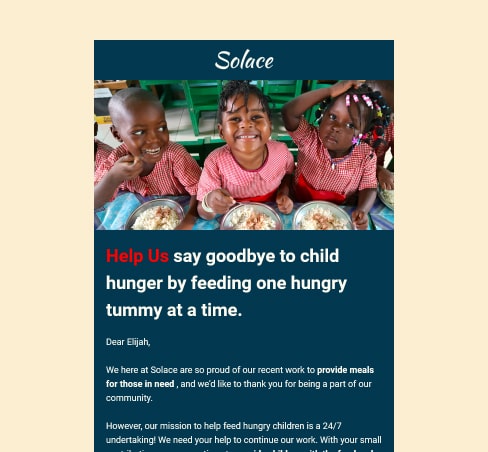 Solace
Help Us say goodbye to child
hunger by feeding one hungry
tummy at a time.
Dear Elijah,
We here at Solace are so proud of our recent work to provide meals
for those in need , and we'd like to thank you for being a part of our
community.
However, our mission to help feed hungry children is a 24/7
undertaking! We need your help to continue our work. With your small